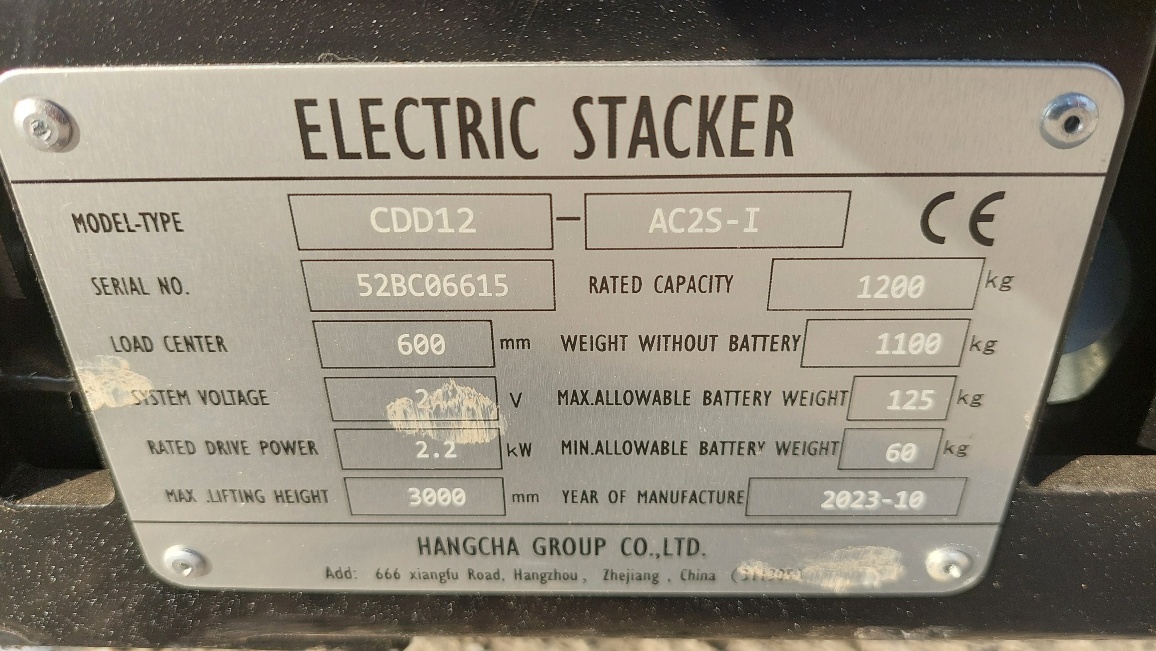 ELECTRIC STACKER
MODEL-TYPE CDD12 – AC2S-I CE
SERIAL NO. 52BC06615 RATED CAPACITY 1200 kg
LOAD CENTER 600 mm WEIGHT WITHOUT BATTERY 1100 kg
SYSTEM VOLTAGE V MAX.ALLOWABLE BATTERY WEIGHT 125 kg
RATED DRIVE POWER 2.2 kW MIN.ALLOWABLE BATTERY WEIGHT 60 kg
MAX .LIFTING HEIGHT 3000 mm YEAR OF MANUFACTURE 2023-10
HANGCHA GROUP CO.,LTD.
Add: 666 xiangfu Road, Hangzhou, Zhejiang, China